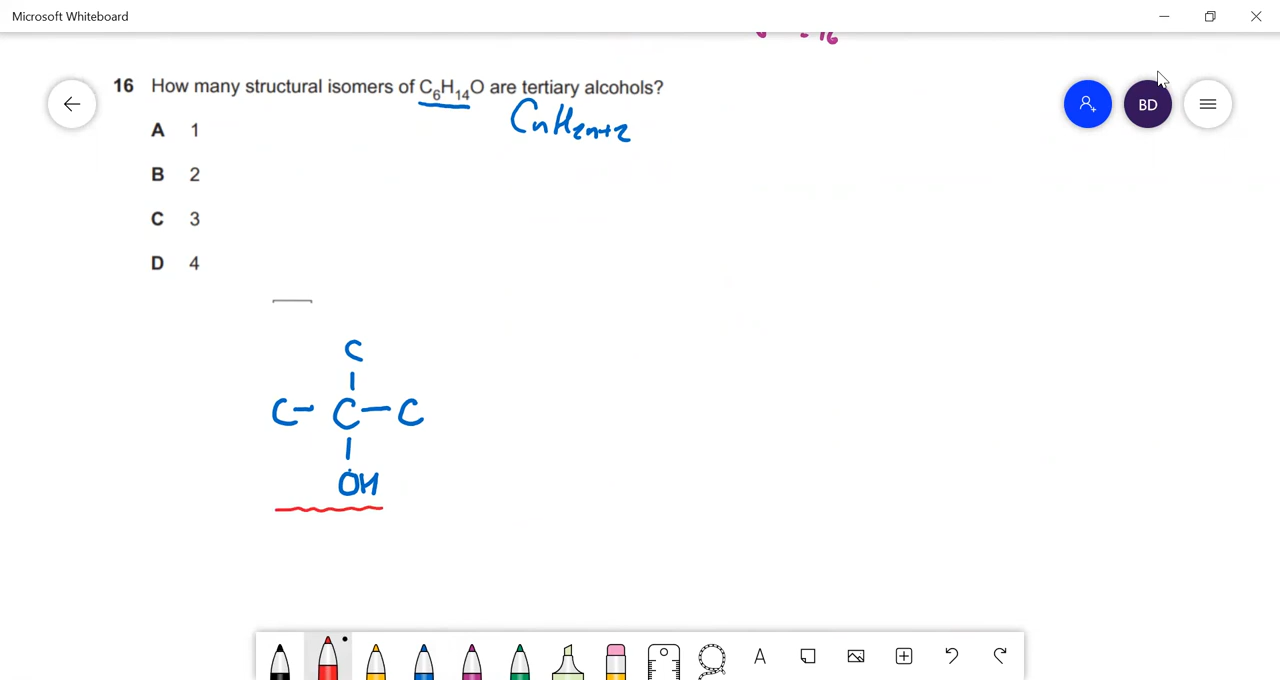 Microsoft Whiteboard
= 16
16 How many structural isomers of C₆H₁₄O are tertiary alcohols?
CnH2n+2
A 1
BD
B 2
C 3
D 4
C
C - C - C
OH
A